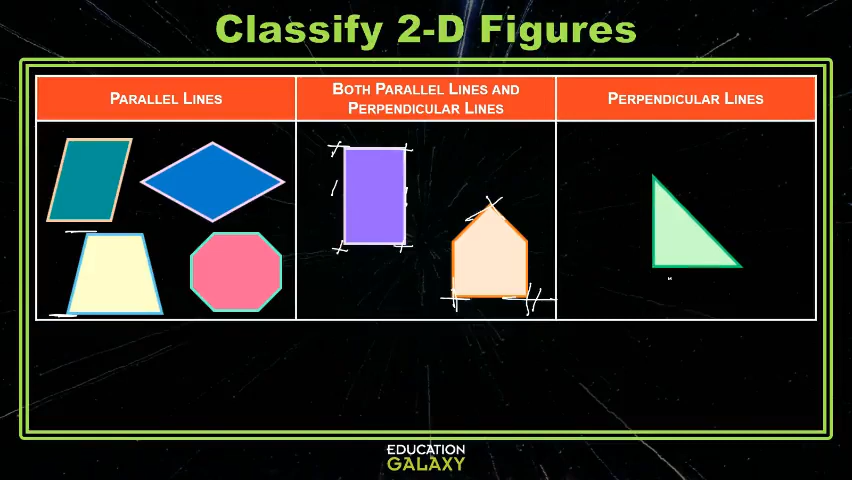 Classify 2-D Figures
PARALLEL LINES
BOTH PARALLEL LINES AND
PERPENDICULAR LINES
PERPENDICULAR LINES
EDUCATION
GALAXY